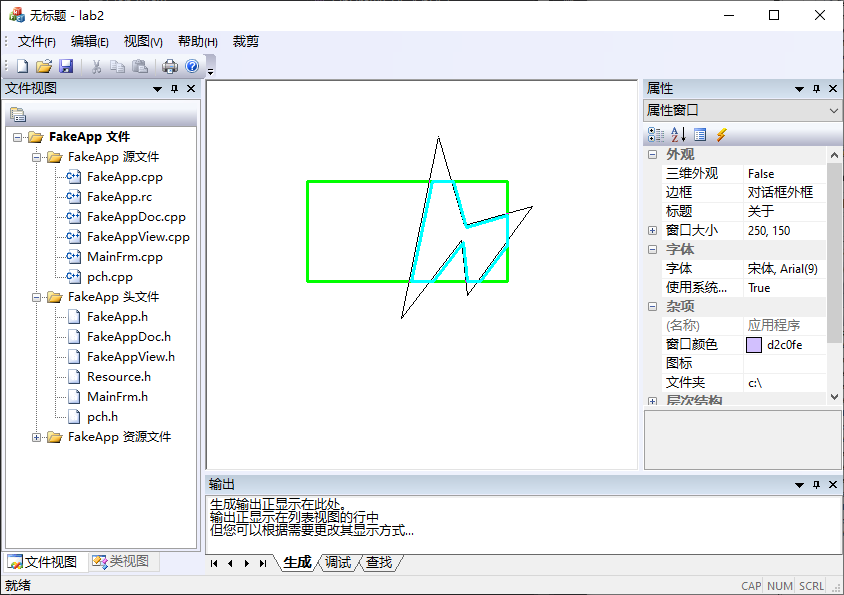 无标题 - lab2
文件(F) 编辑(E) 视图(V) 帮助(H) 裁剪
文件视图
FakeApp 文件
FakeApp 源文件
FakeApp.cpp
FakeApp.rc
FakeAppDoc.cpp
FakeAppView.cpp
MainFrm.cpp
pch.cpp
FakeApp 头文件
FakeApp.h
FakeAppDoc.h
FakeAppView.h
Resource.h
MainFrm.h
pch.h
FakeApp 资源文件
文件视图 类视图
属性
属性窗口
外观
三维外观 False
边框 对话框外框
标题 关于
窗口大小 250, 150
字体
字体 宋体, Arial(9)
使用系统... True
杂项
(名称) 应用程序
窗口颜色 d2c0fe
图标
文件夹 c:\
层次结构
输出
生成输出正显示在此处。
输出正显示在列表视图的行中
但您可以根据需要更改其显示方式...
生成 调试 查找
就绪
CAP NUM SCRL